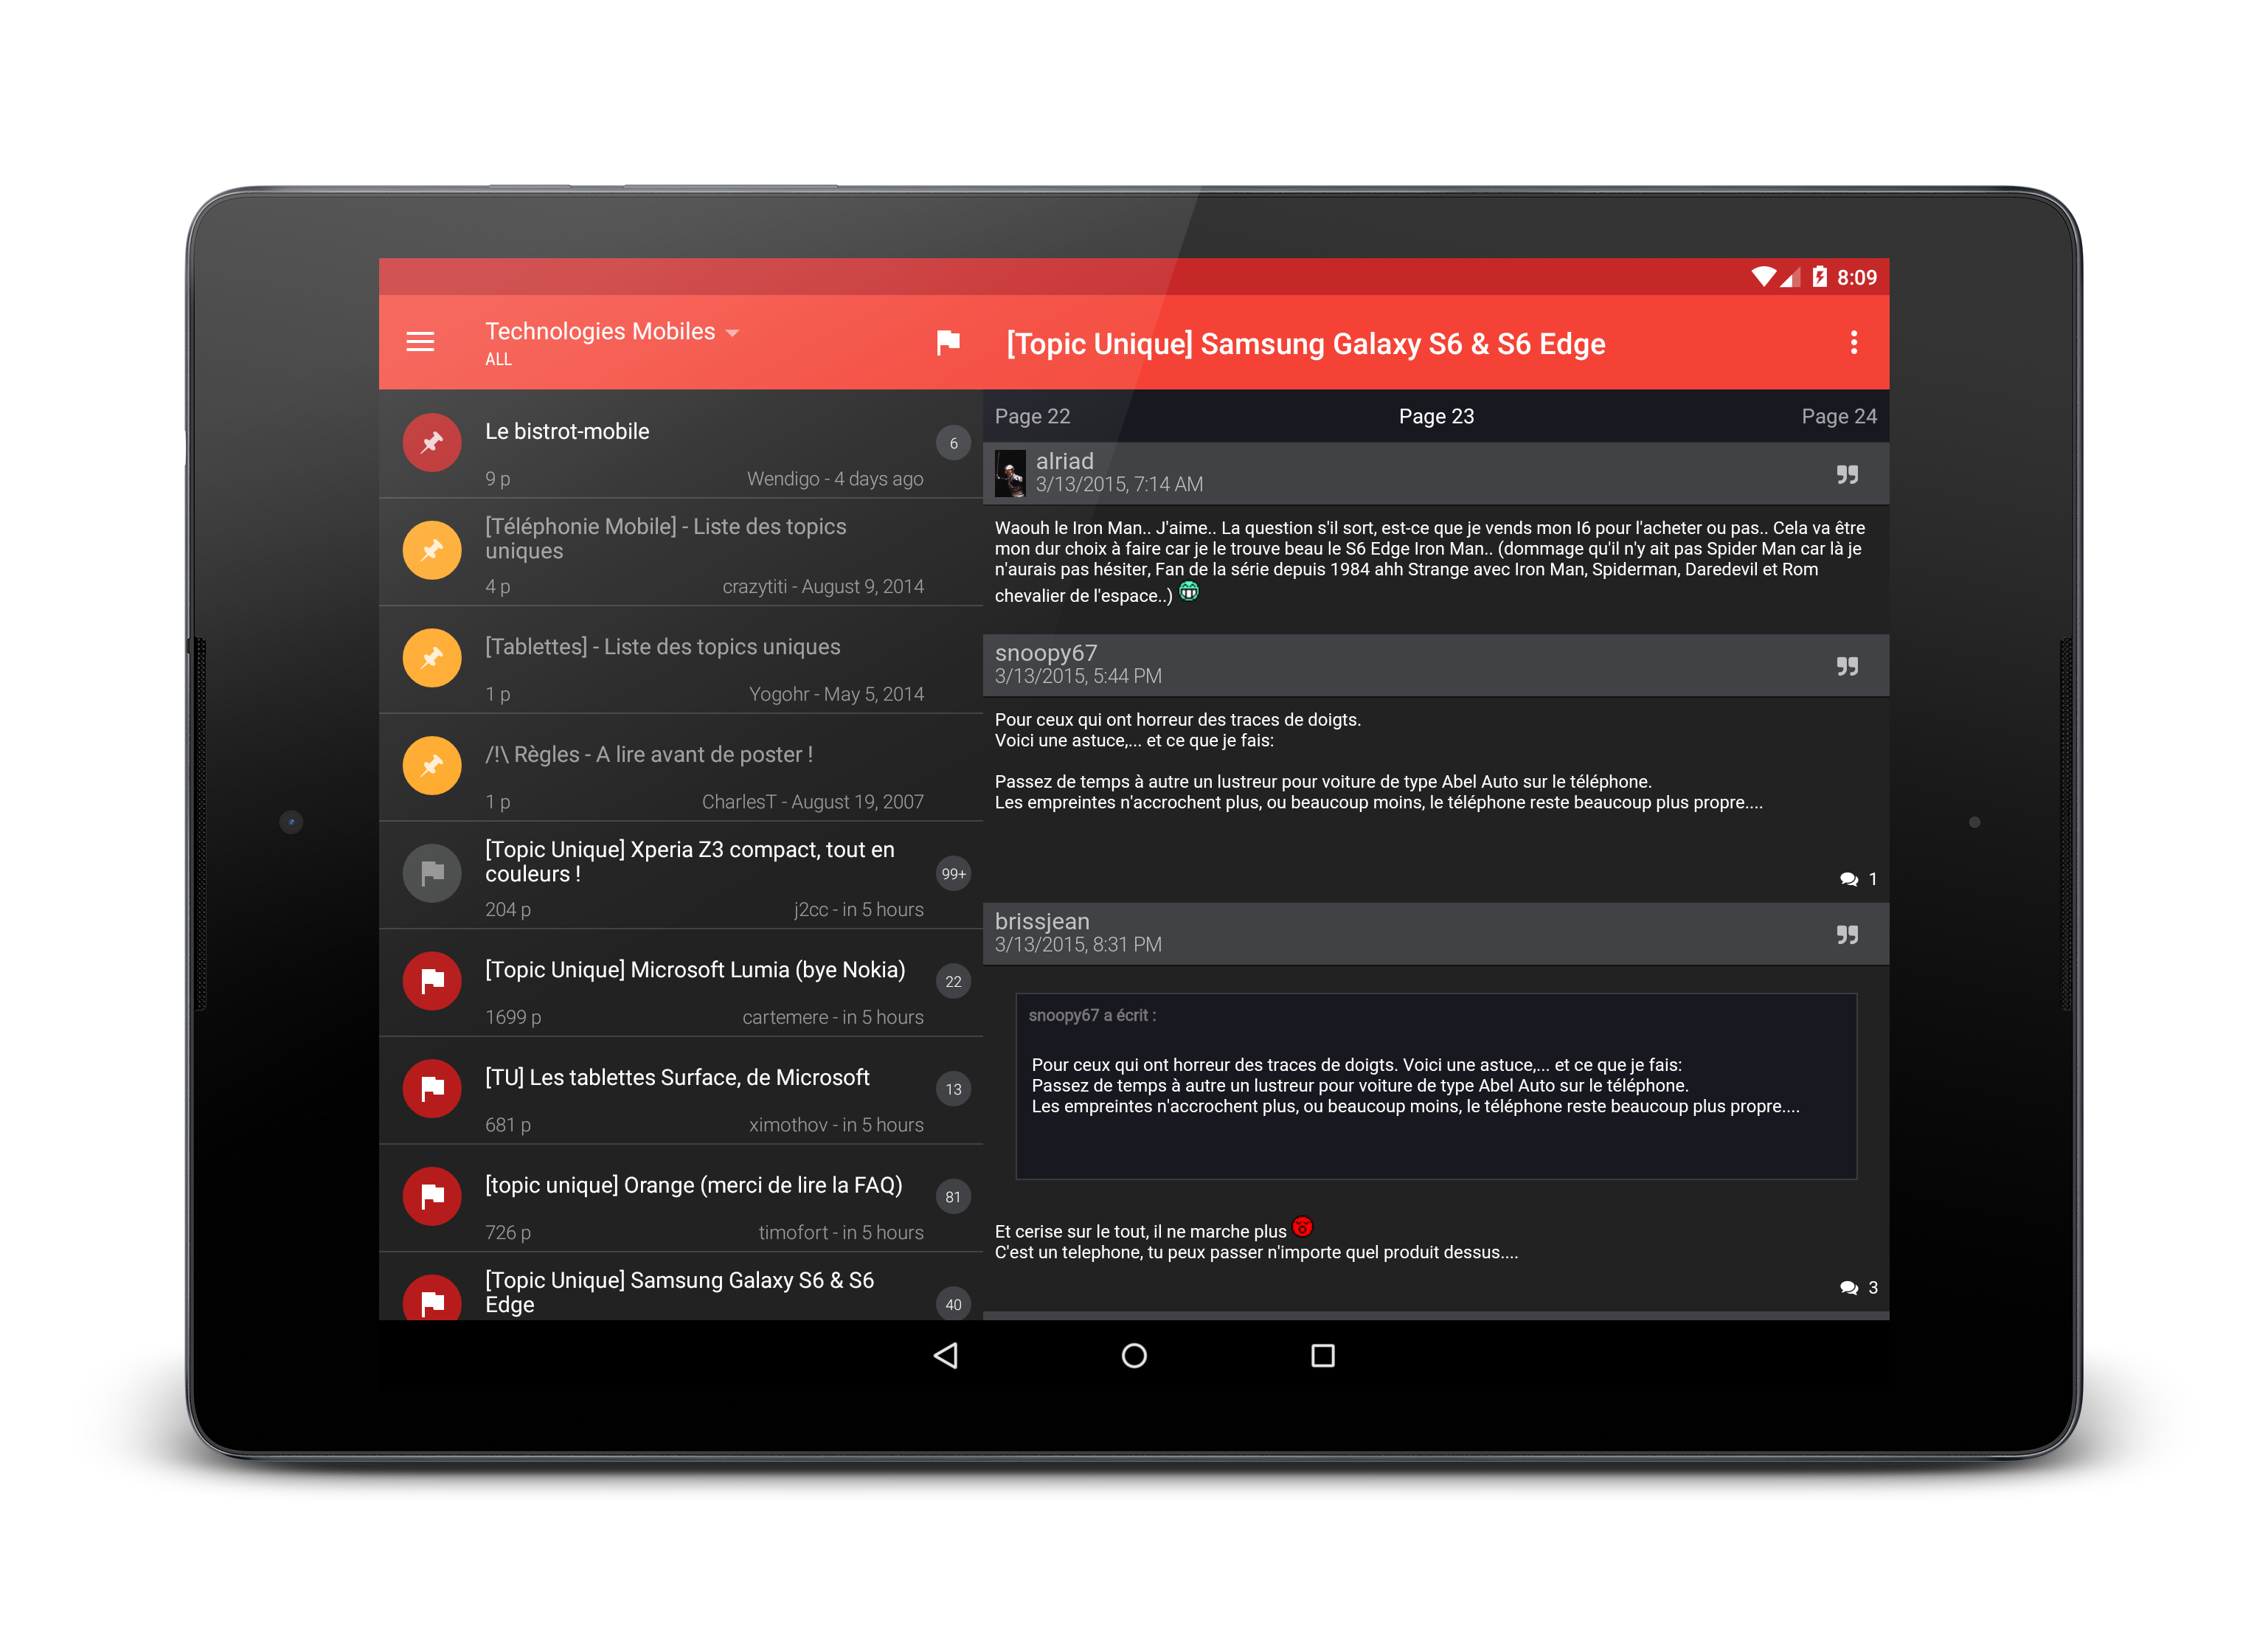 8:09
Technologies Mobiles
ALL
[Topic Unique] Samsung Galaxy S6 & S6 Edge
Le bistrot-mobile
6
9 p
Wendigo - 4 days ago
[Téléphonie Mobile] - Liste des topics
uniques
4 p
crazytiti - August 9, 2014
[Tablettes] - Liste des topics uniques
1 p
Yogohr - May 5, 2014
/!\ Règles - A lire avant de poster !
1 p
CharlesT - August 19, 2007
[Topic Unique] Xperia Z3 compact, tout en
couleurs !
99+
204 p
j2cc - in 5 hours
[Topic Unique] Microsoft Lumia (bye Nokia)
22
1699 p
cartemere - in 5 hours
[TU] Les tablettes Surface, de Microsoft
13
681 p
ximothov - in 5 hours
[topic unique] Orange (merci de lire la FAQ)
81
726 p
timofort - in 5 hours
[Topic Unique] Samsung Galaxy S6 & S6
Edge
40
Page 22
Page 23
Page 24
alriad
3/13/2015, 7:14 AM
Waouh le Iron Man.. J'aime.. La question s'il sort, est-ce que je vends mon I6 pour l'acheter ou pas.. Cela va être
mon dur choix à faire car je le trouve beau le S6 Edge Iron Man.. (dommage qu'il n'y ait pas Spider Man car là je
n'aurais pas hésiter, Fan de la série depuis 1984 ahh Strange avec Iron Man, Spiderman, Daredevil et Rom
chevalier de l'espace..)
snoopy67
3/13/2015, 5:44 PM
Pour ceux qui ont horreur des traces de doigts.
Voici une astuce,... et ce que je fais:
Passez de temps à autre un lustreur pour voiture de type Abel Auto sur le téléphone.
Les empreintes n'accrochent plus, ou beaucoup moins, le téléphone reste beaucoup plus propre....
1
brissjean
3/13/2015, 8:31 PM
snoopy67 a écrit :
Pour ceux qui ont horreur des traces de doigts. Voici une astuce,... et ce que je fais:
Passez de temps à autre un lustreur pour voiture de type Abel Auto sur le téléphone.
Les empreintes n'accrochent plus, ou beaucoup moins, le téléphone reste beaucoup plus propre....
Et cerise sur le tout, il ne marche plus
C'est un telephone, tu peux passer n'importe quel produit dessus....
3